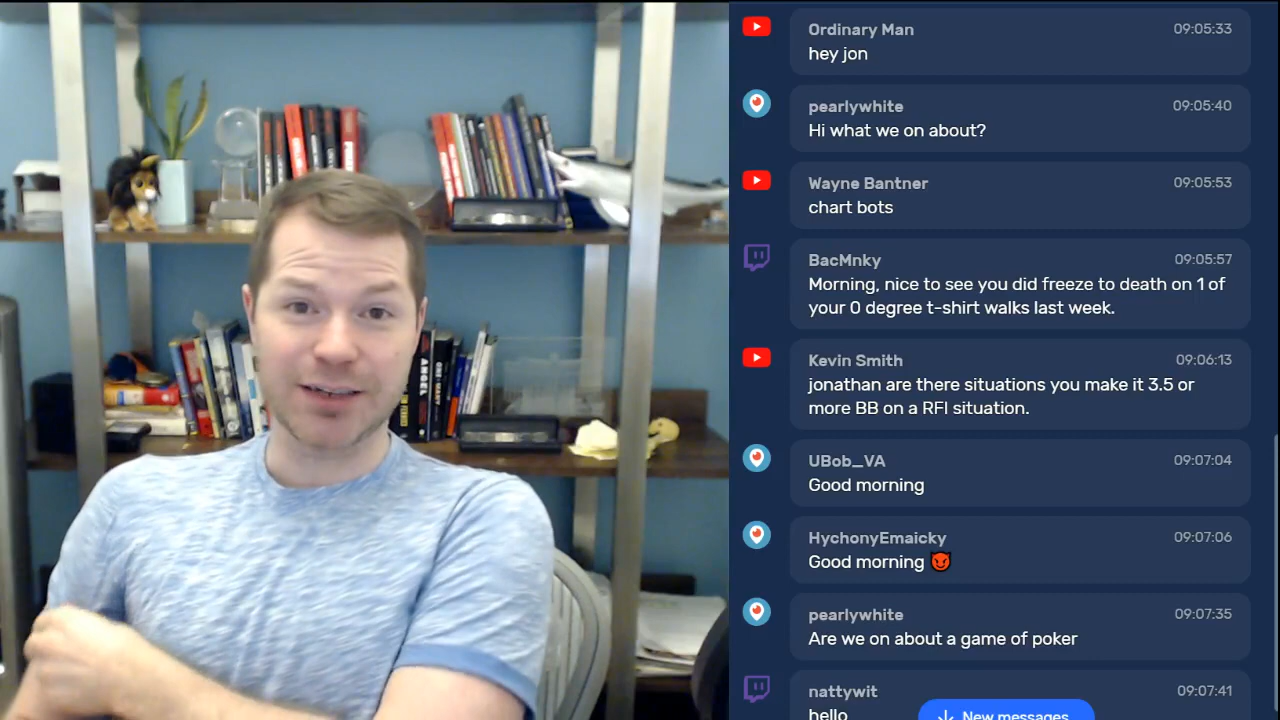 Ordinary Man 09:05:33
hey jon
pearlywhite 09:05:40
Hi what we on about?
Wayne Bantner 09:05:53
chart bots
BacMnky 09:05:57
Morning, nice to see you did freeze to death on 1 of
your 0 degree t-shirt walks last week.
Kevin Smith 09:06:13
jonathan are there situations you make it 3.5 or
more BB on a RFI situation.
UBob_VA 09:07:04
Good morning
HychonyEmaicky 09:07:06
Good morning 😈
pearlywhite 09:07:35
Are we on about a game of poker
nattywit 09:07:41
hello
New messages